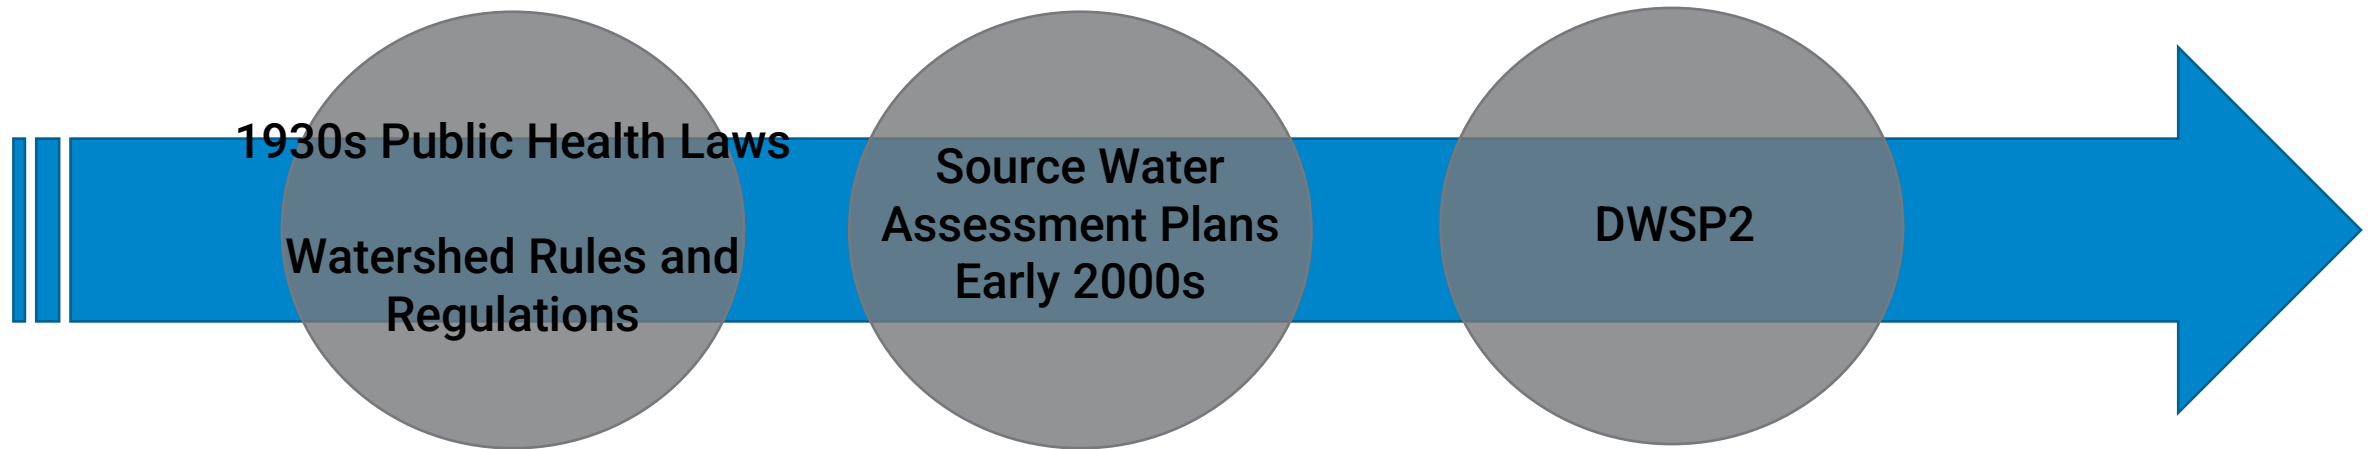 1930s Public Health Laws
Watershed Rules and
Regulations
Source Water
Assessment Plans
Early 2000s
DWSP2